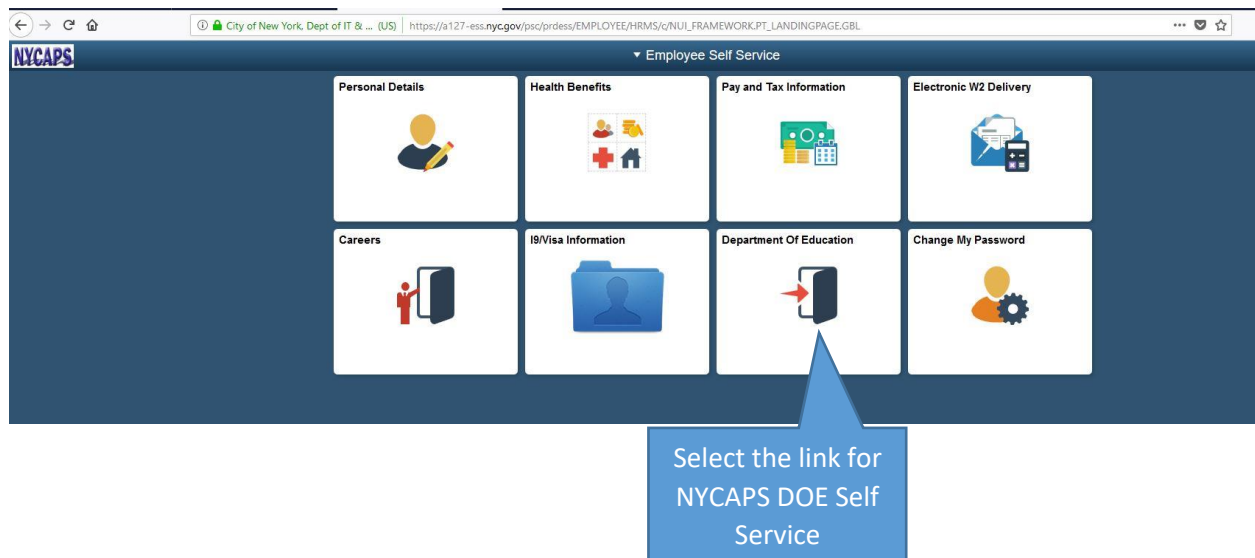 City of New York, Dept of IT & ... (US) https://a127-ess.nyc.gov/psc/prdess/EMPLOYEE/HRMS/c/NUI_FRAMEWORK.PT_LANDINGPAGE.GBL
NYCAPS
Employee Self Service
Personal Details
Health Benefits
Pay and Tax Information
Electronic W2 Delivery
Careers
I9/Visa Information
Department Of Education
Change My Password
Select the link for
NYCAPS DOE Self
Service